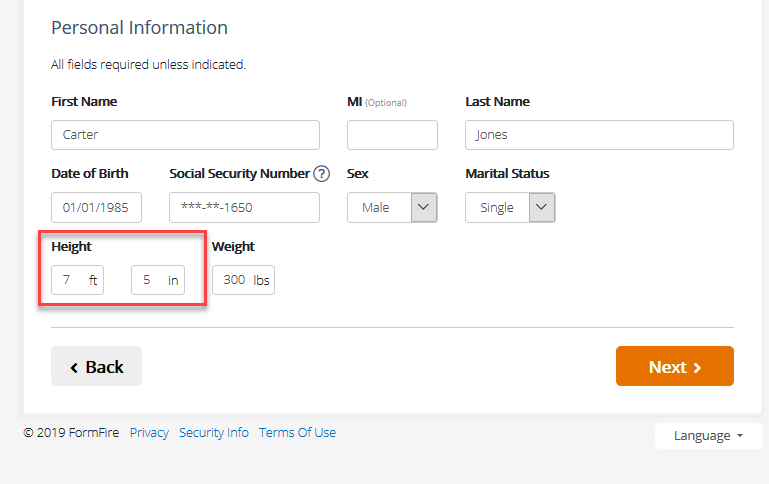 Personal Information
All fields required unless indicated.
First Name MI (Optional) Last Name
Carter Jones
Date of Birth Social Security Number ? Sex Marital Status
01/01/1985 ***-**-1650 Male Single
Height Weight
7 ft 5 in 300 lbs
Back Next
© 2019 FormFire Privacy Security Info Terms Of Use
Language